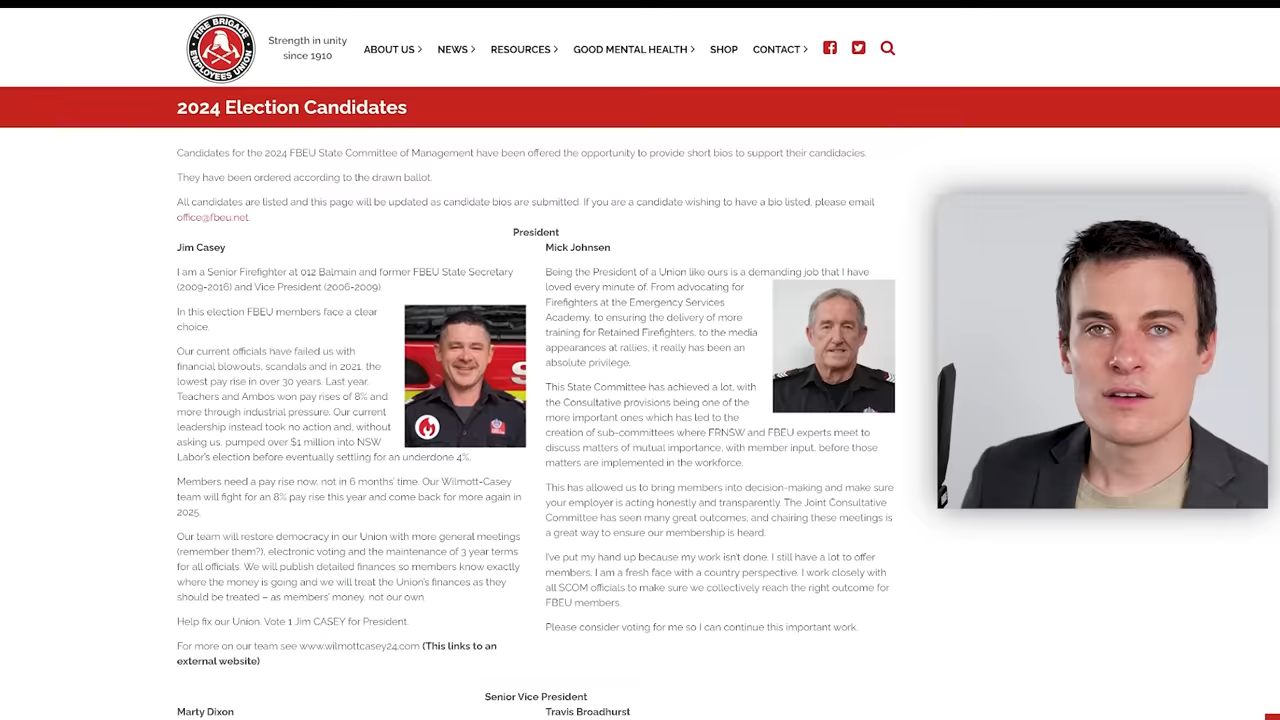 FIRE BRIGADE
EMPLOYEES UNION
Strength in unity
since 1910
ABOUT US
NEWS
RESOURCES
GOOD MENTAL HEALTH
SHOP
CONTACT
2024 Election Candidates
Candidates for the 2024 FBEU State Committee of Management have been offered the opportunity to provide short bios to support their candidacies.
They have been ordered according to the drawn ballot.
All candidates are listed and this page will be updated as candidate bios are submitted. If you are a candidate wishing to have a bio listed, please email
office@fbeu.net.
President
Jim Casey
I am a Senior Firefighter at 012 Balmain and former FBEU State Secretary
(2009-2016) and Vice President (2006-2009).
In this election FBEU members face a clear
choice.
Our current officials have failed us with
financial blowouts, scandals and in 2021, the
lowest pay rise in over 30 years. Last year,
Teachers and Ambos won pay rises of 8% and
more through industrial pressure. Our current
leadership instead took no action and, without
asking us, pumped over $1 million into NSW
Labor's election before eventually settling for an underdone 4%.
Members need a pay rise now, not in 6 months' time. Our Wilmott-Casey
team will fight for an 8% pay rise this year and come back for more again in
2025.
Our team will restore democracy in our Union with more general meetings
(remember them?), electronic voting and the maintenance of 3 year terms
for all officials. We will publish detailed finances so members know exactly
where the money is going and we will treat the Union's finances as they
should be treated – as members' money, not our own
Help fix our Union. Vote 1 Jim CASEY for President.
For more on our team see www.wilmottcasey24.com (This links to an
external website)
Mick Johnsen
Being the President of a Union like ours is a demanding job that I have
loved every minute of. From advocating for
Firefighters at the Emergency Services
Academy, to ensuring the delivery of more
training for Retained Firefighters, to the media
appearances at rallies, it really has been an
absolute privilege.
This State Committee has achieved a lot, with
the Consultative provisions being one of the
more important ones which has led to the
creation of sub-committees where FRNSW and FBEU experts meet to
discuss matters of mutual importance, with member input, before those
matters are implemented in the workforce.
This has allowed us to bring members into decision-making and make sure
your employer is acting honestly and transparently. The Joint Consultative
Committee has seen many great outcomes, and chairing these meetings is
a great way to ensure our membership is heard.
I've put my hand up because my work isn't done. I still have a lot to offer
members. I am a fresh face with a country perspective. I work closely with
all SCOM officials to make sure we collectively reach the right outcome for
FBEU members.
Please consider voting for me so I can continue this important work.
Senior Vice President
Marty Dixon
Travis Broadhurst